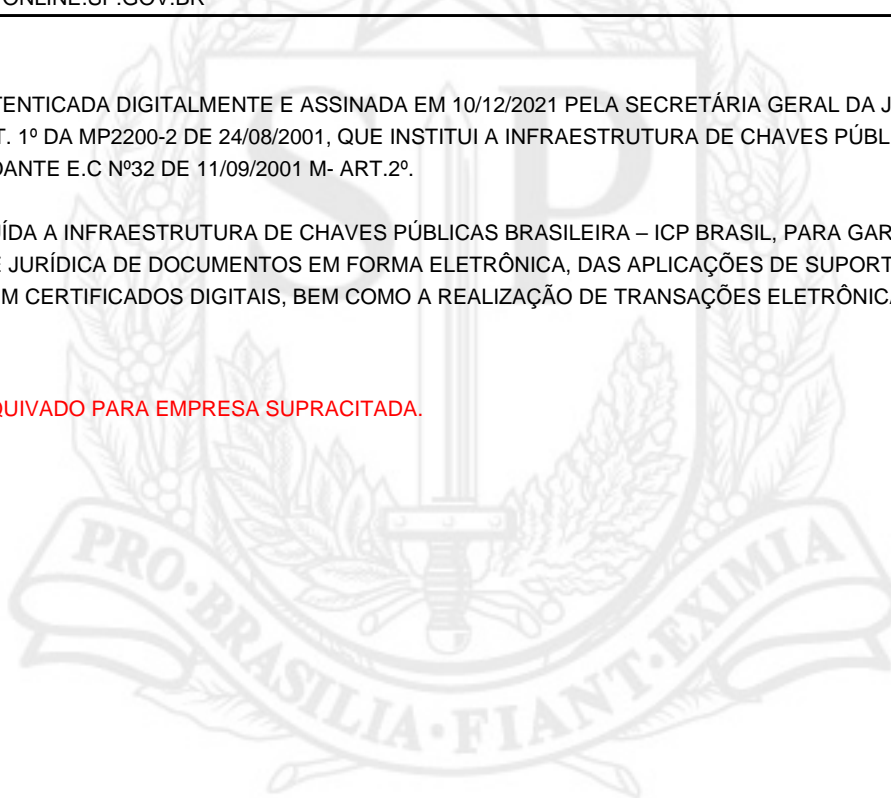 ONLINE.SP.GOV.BR
TENTICADA DIGITALMENTE E ASSINADA EM 10/12/2021 PELA SECRETÁRIA GERAL DA J
T. 1º DA MP2200-2 DE 24/08/2001, QUE INSTITUI A INFRAESTRUTURA DE CHAVES PÚBL
DANTE E.C Nº32 DE 11/09/2001 M- ART.2º.
ÍDA A INFRAESTRUTURA DE CHAVES PÚBLICAS BRASILEIRA – ICP BRASIL, PARA GAR
E JURÍDICA DE DOCUMENTOS EM FORMA ELETRÔNICA, DAS APLICAÇÕES DE SUPORT
M CERTIFICADOS DIGITAIS, BEM COMO A REALIZAÇÃO DE TRANSAÇÕES ELETRÔNICA
QUIVADO PARA EMPRESA SUPRACITADA.
SP
PRO·BRASILIA·FIANT·EXIMIA